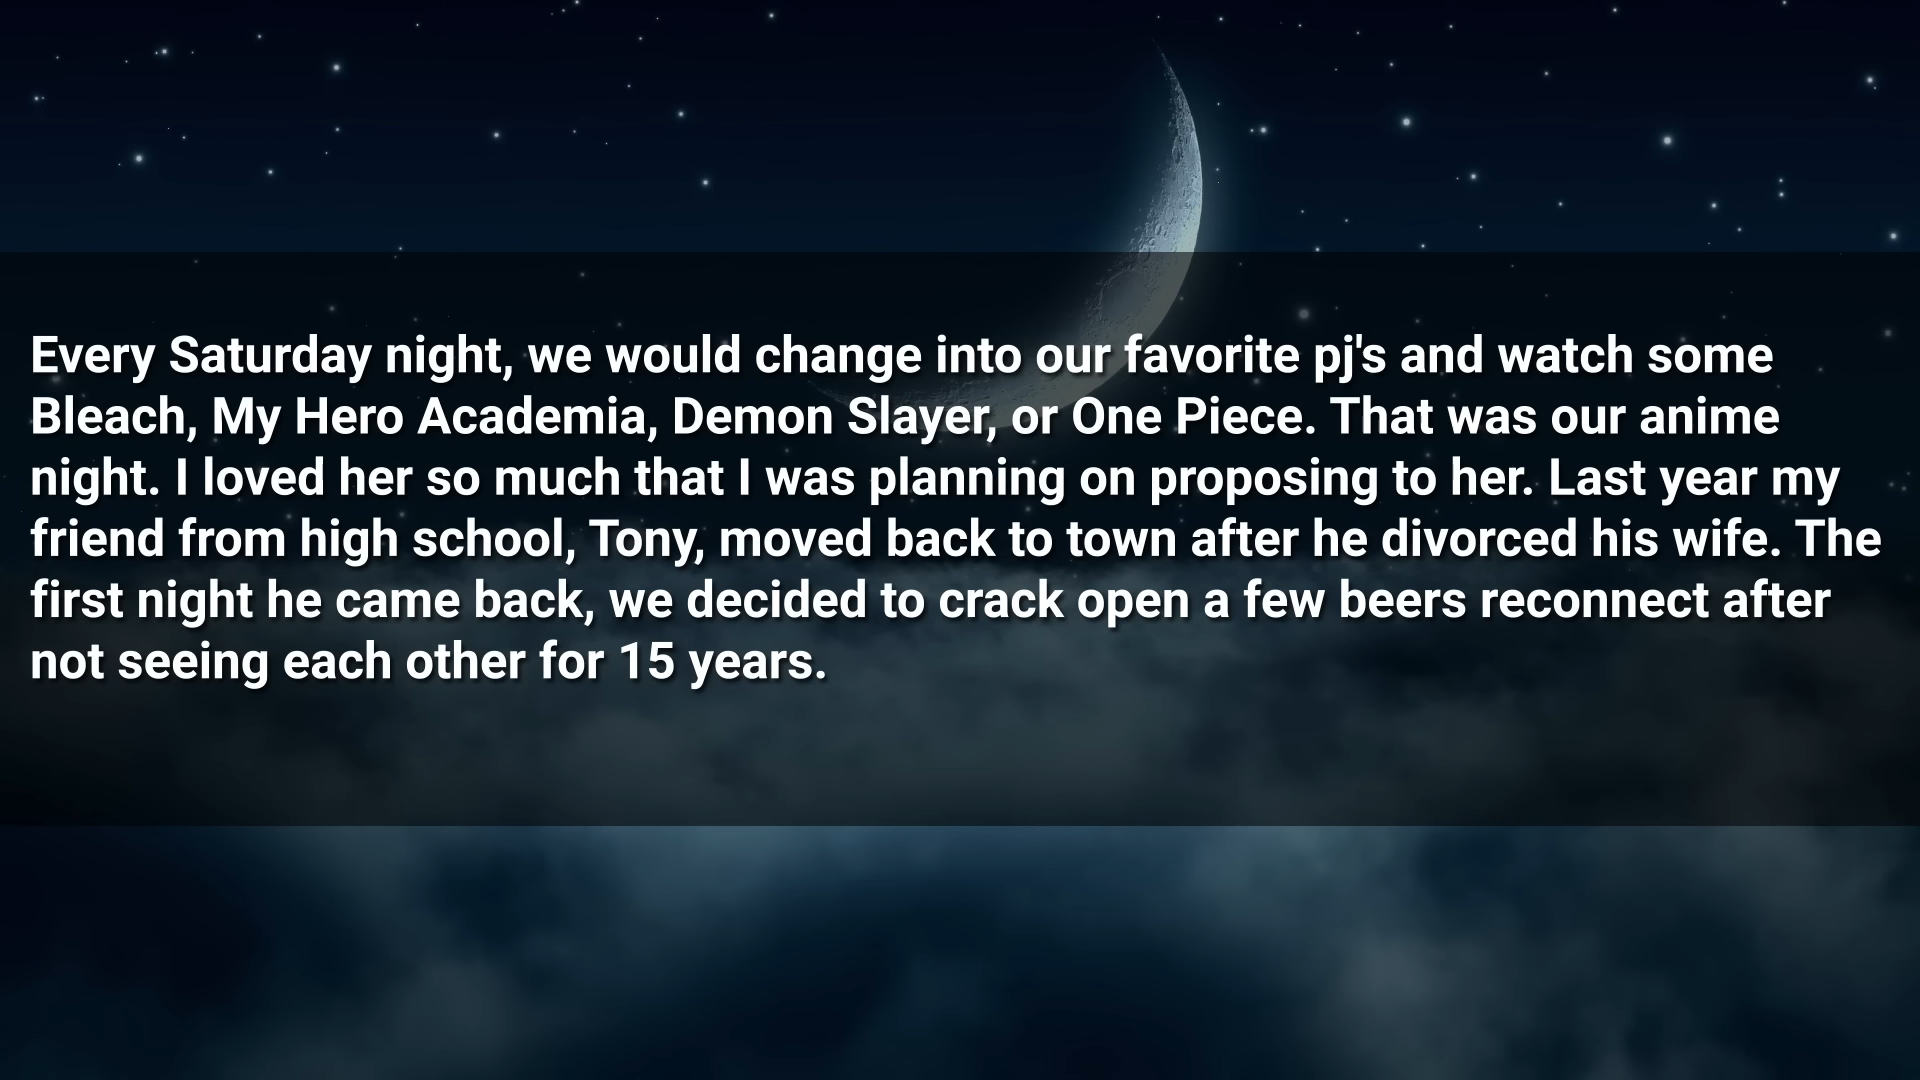 Every Saturday night, we would change into our favorite pj's and watch some
Bleach, My Hero Academia, Demon Slayer, or One Piece. That was our anime
night. I loved her so much that I was planning on proposing to her. Last year my
friend from high school, Tony, moved back to town after he divorced his wife. The
first night he came back, we decided to crack open a few beers reconnect after
not seeing each other for 15 years.